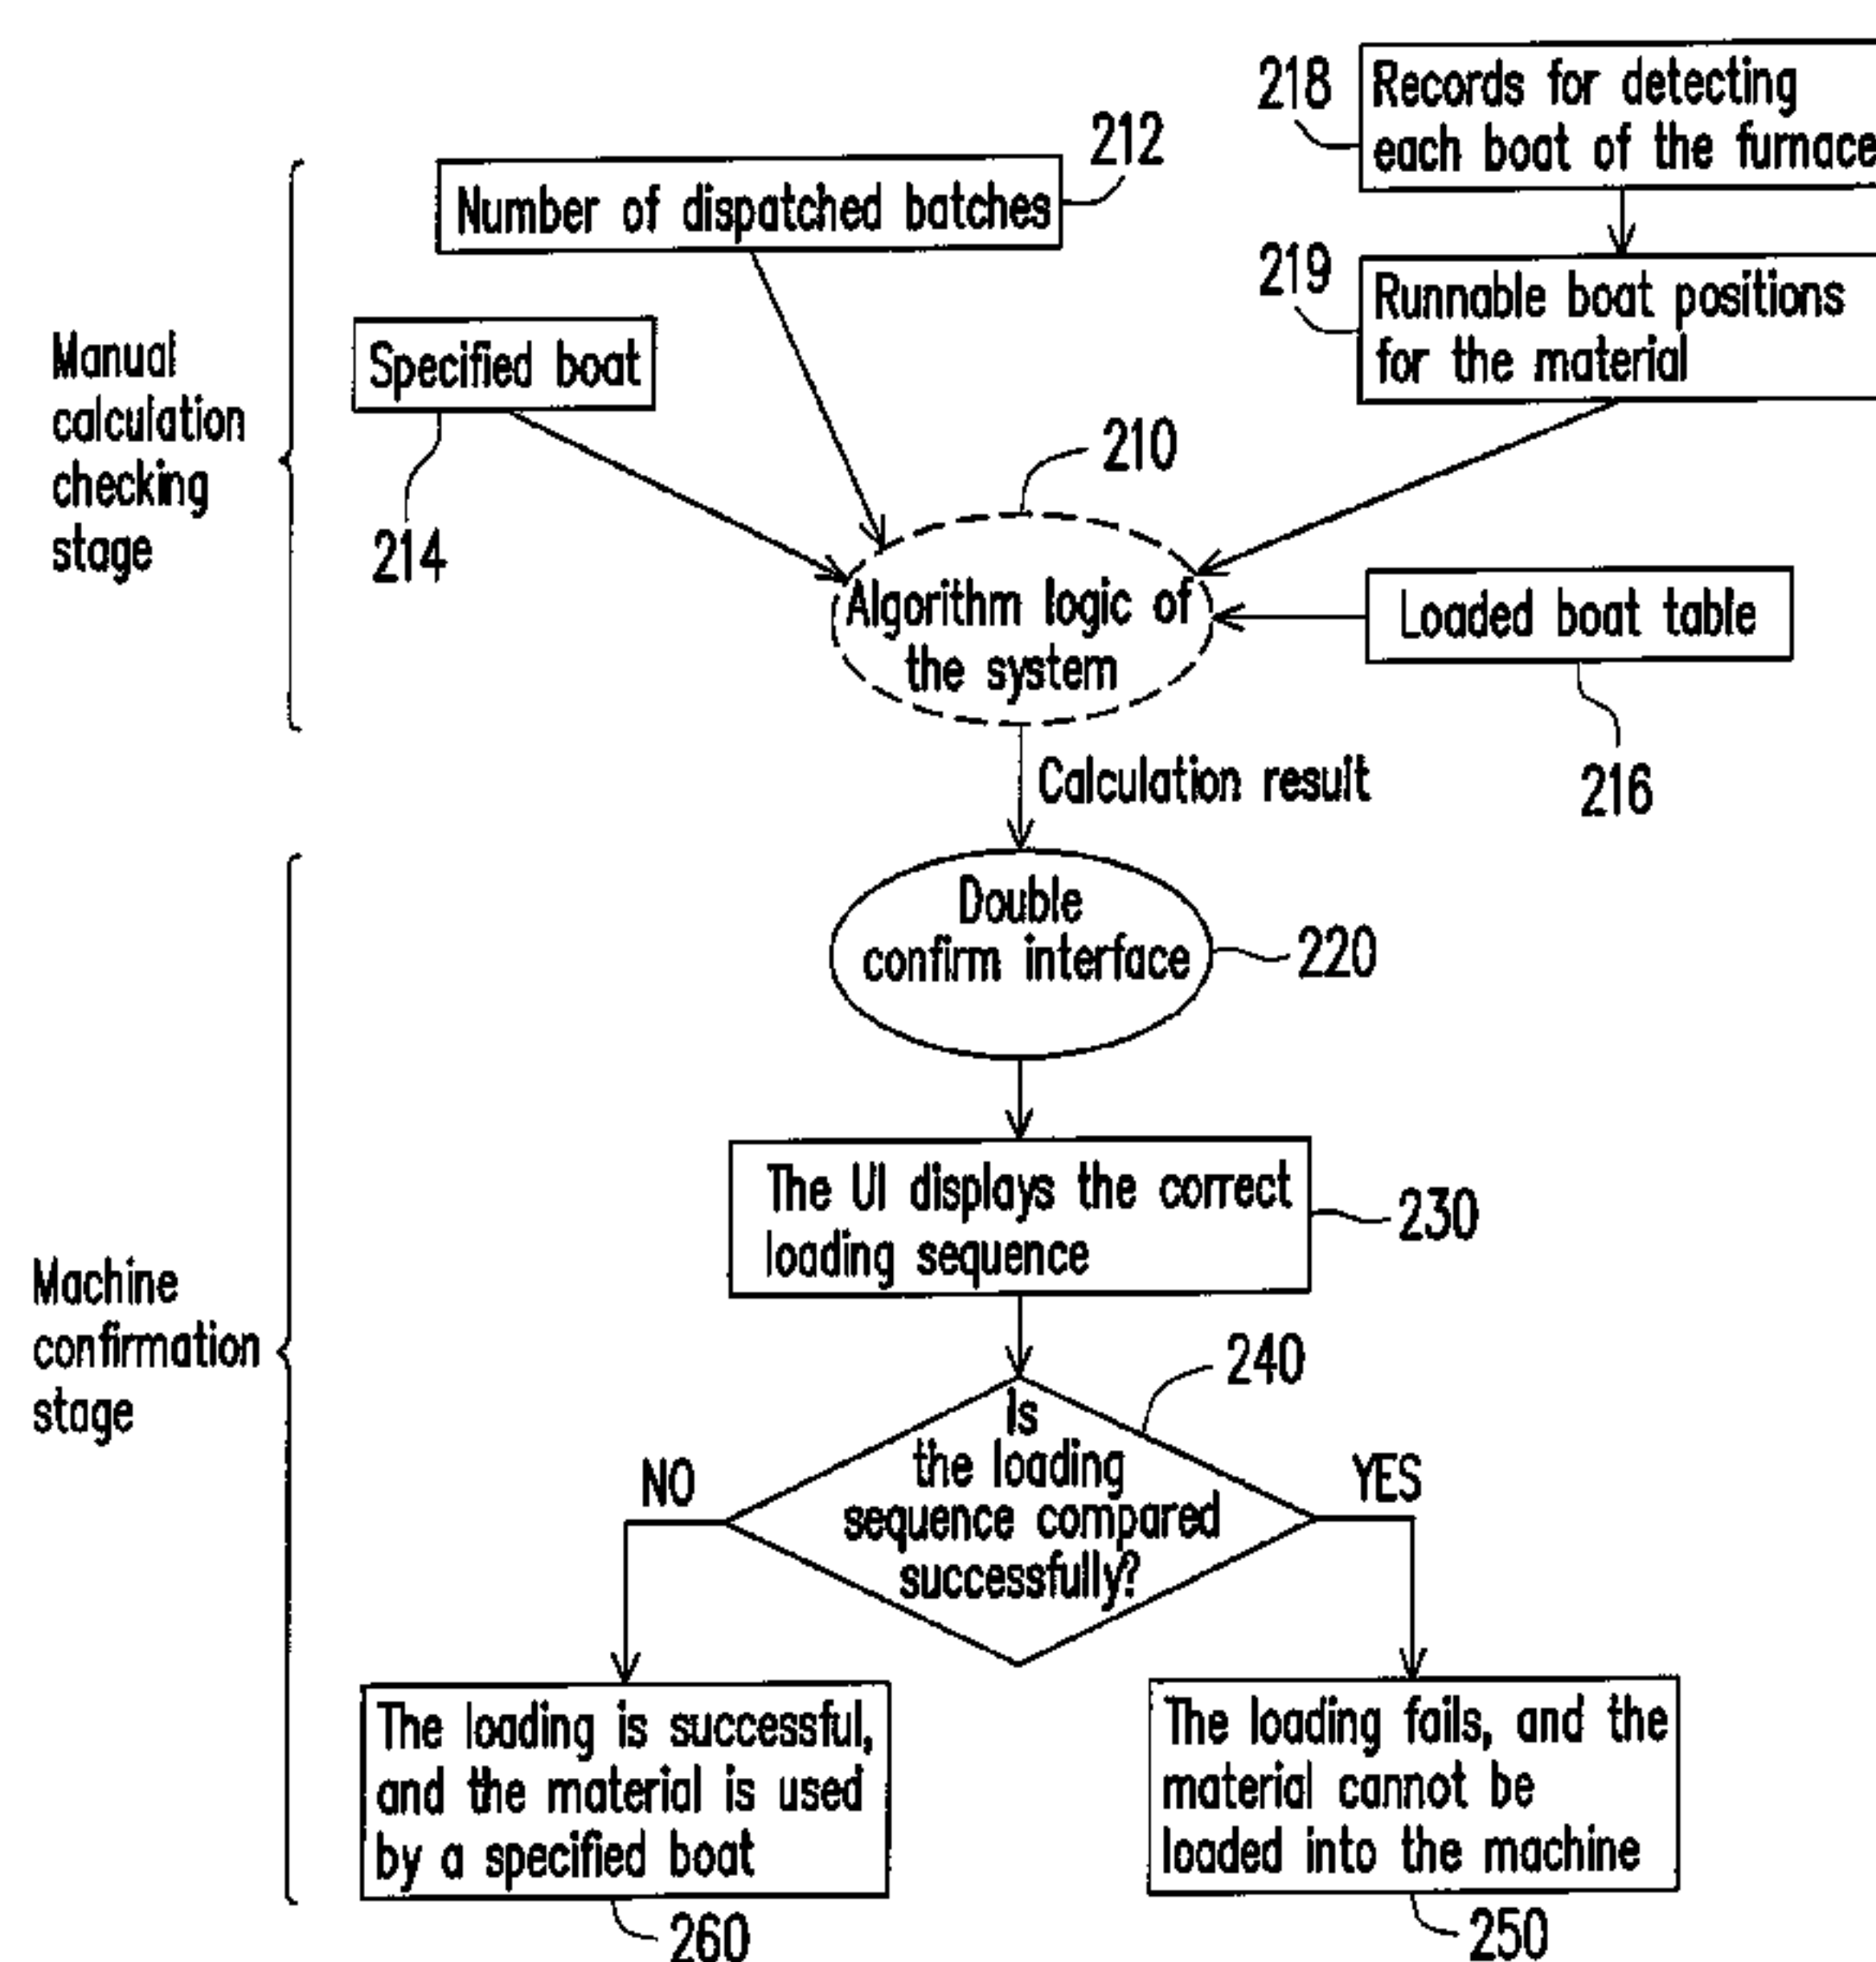 218
Records for detecting
each boat of the furnace
212
Number of dispatched batches
219
Runnable boat positions
for the material
Manual
calculation
checking
stage
Specified boat
214
210
Algorithm logic of
the system
Loaded boat table
216
Calculation result
Double
confirm interface
220
The UI displays the correct
loading sequence
230
Machine
confirmation
stage
240
Is
the loading
sequence compared
successfully?
NO
YES
The loading is successful,
and the material is used
by a specified boat
260
The loading fails, and the
material cannot be
loaded into the machine
250